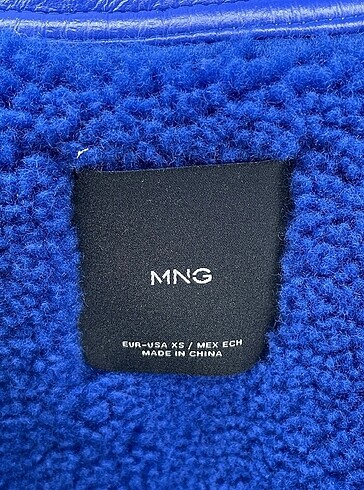 MNG
EUR-USA XS / MEX ECH
MADE IN CHINA